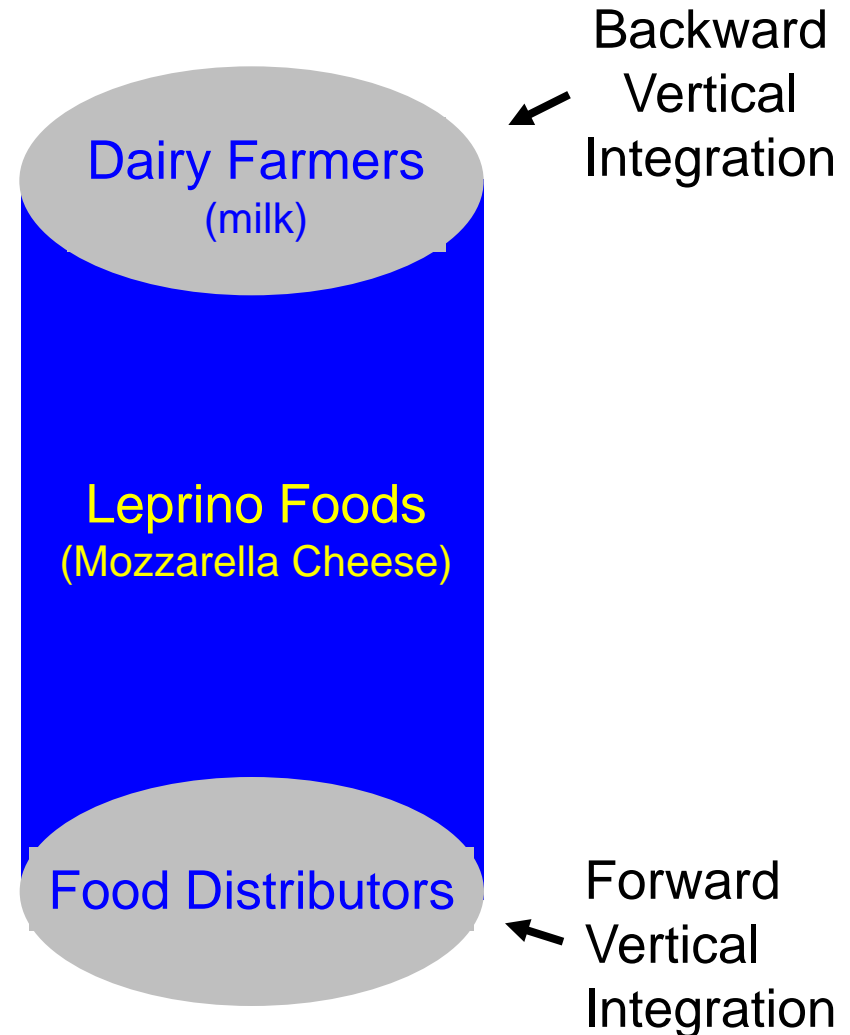 Backward
Vertical
Integration
Dairy Farmers
(milk)
Leprino Foods
(Mozzarella Cheese)
Food Distributors
Forward
Vertical
Integration